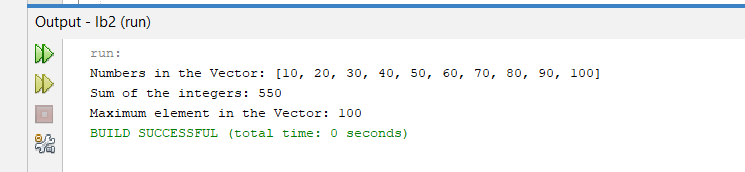 Output - lb2 (run)
run:
Numbers in the Vector: [10, 20, 30, 40, 50, 60, 70, 80, 90, 100]
Sum of the integers: 550
Maximum element in the Vector: 100
BUILD SUCCESSFUL (total time: 0 seconds)